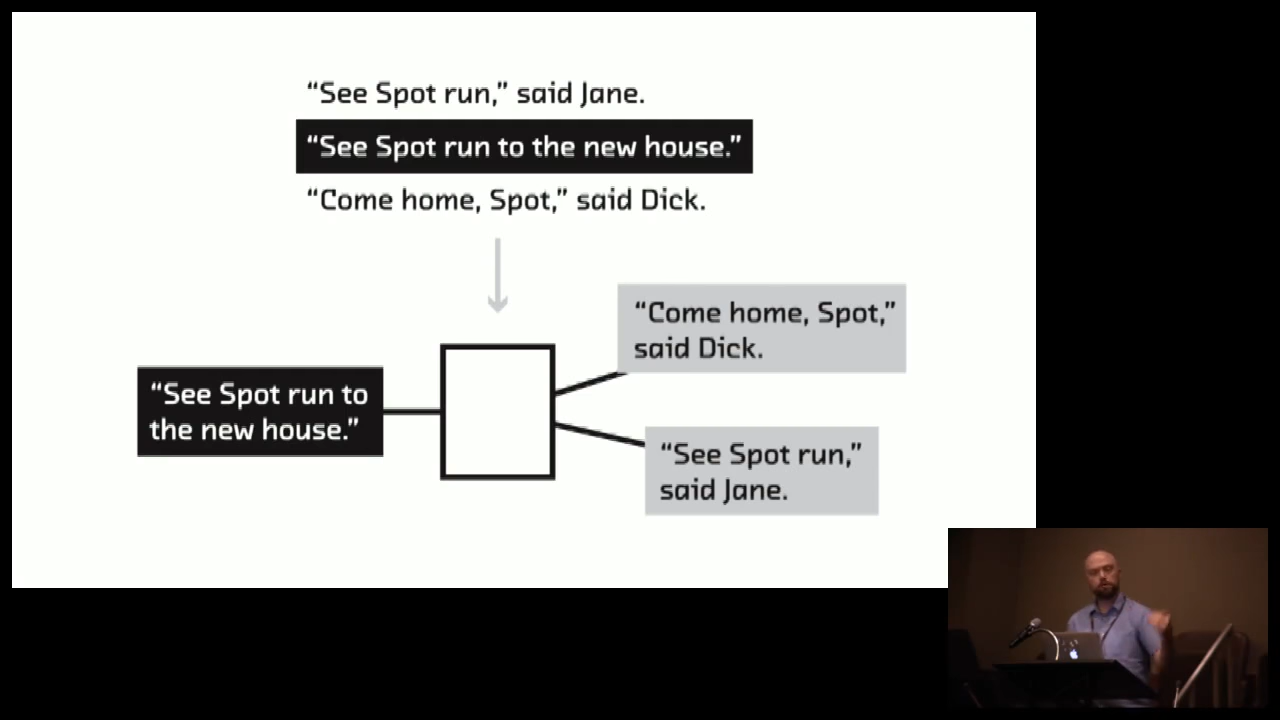 “See Spot run,” said Jane.
“See Spot run to the new house.”
“Come home, Spot,” said Dick.
“Come home, Spot,”
said Dick.
“See Spot run to
the new house.”
“See Spot run,”
said Jane.